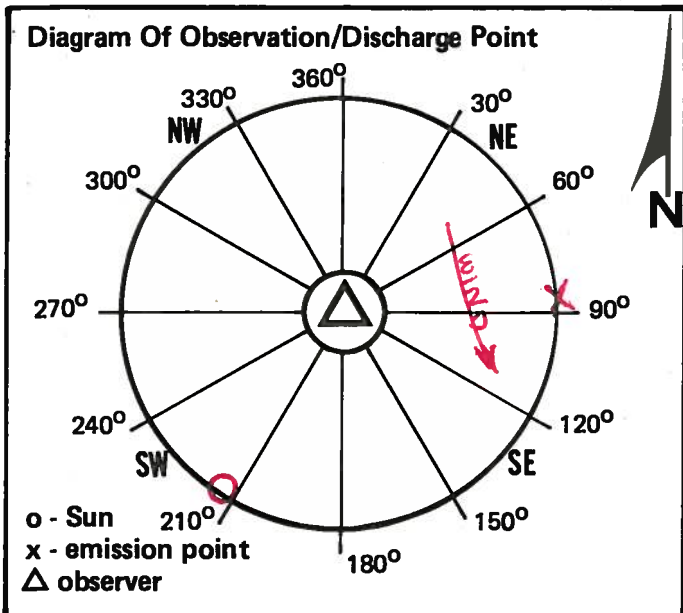 Diagram Of Observation/Discharge Point
360°
330°
30°
NW
NE
300°
60°
N
WIND
X
270°
90°
240°
120°
SW
SE
o - Sun
210°
150°
x - emission point
180°
△ observer